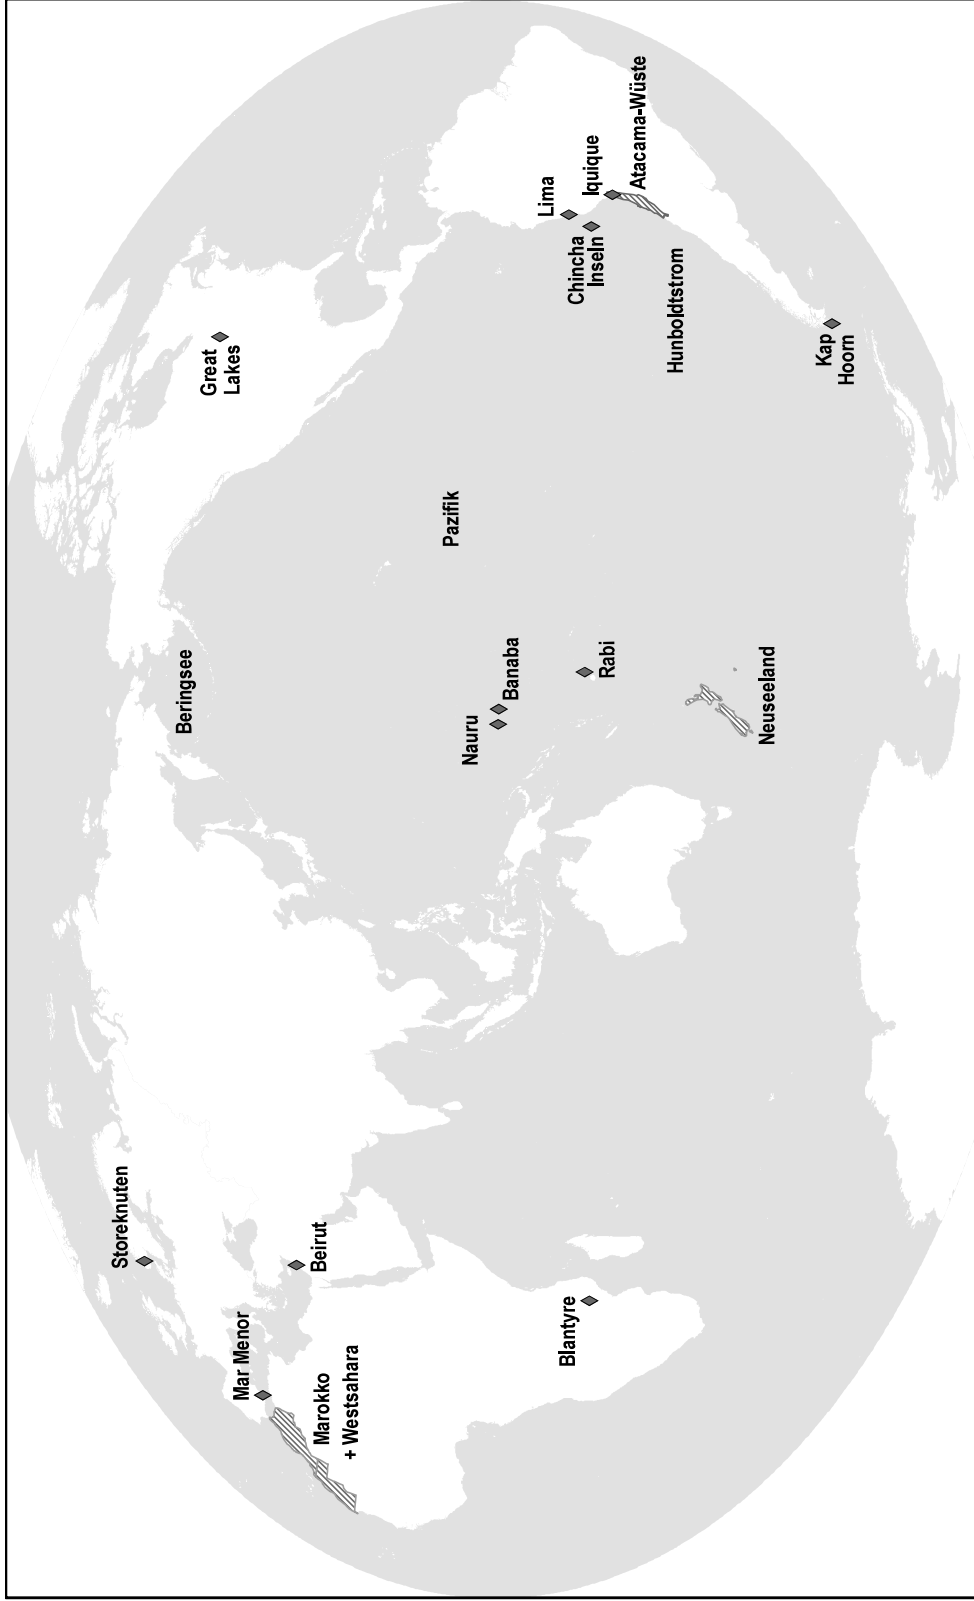 Storeknuten
Beringsee
Great
Lakes
Mar Menor
Beirut
Marokko
+ Westsahara
Pazifik
Nauru
Banaba
Lima
Chincha
Inseln
Iquique
Atacama-Wüste
Blantyre
Rabi
Hunboldtstrom
Neuseeland
Kap
Hoorn